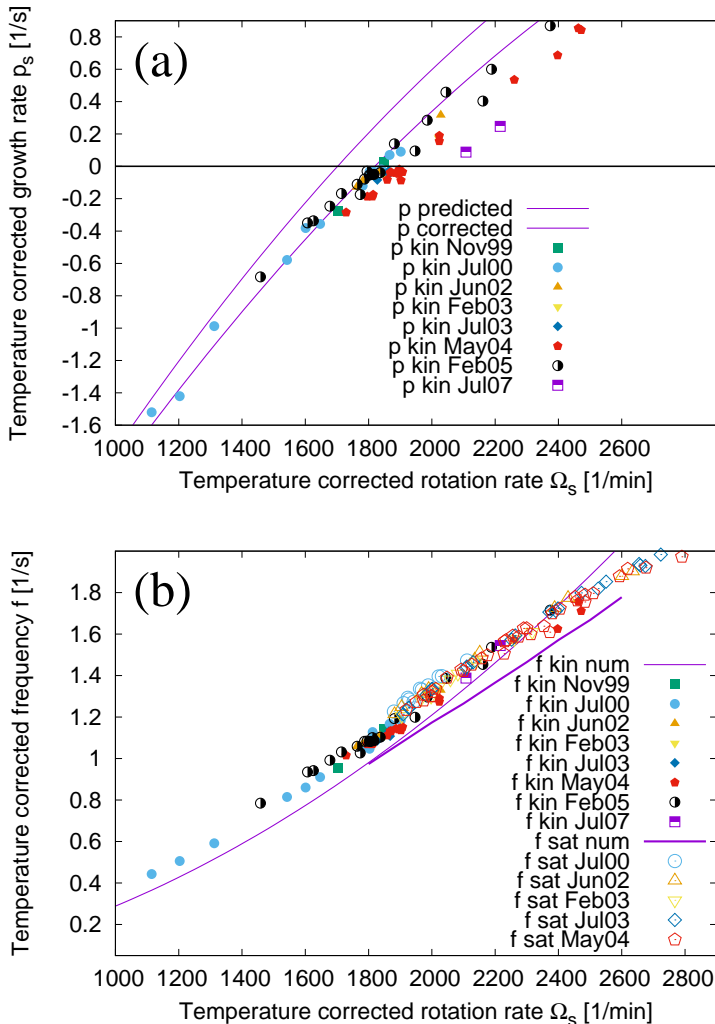 Temperature corrected growth rate p_s [1/s]
(a)
0.8
0.6
0.4
0.2
0
-0.2
-0.4
-0.6
-0.8
-1
-1.2
-1.4
-1.6
p predicted
p corrected
p kin Nov99
p kin Jul00
p kin Jun02
p kin Feb03
p kin Jul03
p kin May04
p kin Feb05
p kin Jul07
1000 1200 1400 1600 1800 2000 2200 2400 2600
Temperature corrected rotation rate Ω_s [1/min]
Temperature corrected frequency f [1/s]
(b)
1.8
1.6
1.4
1.2
1
0.8
0.6
0.4
0.2
f kin num
f kin Nov99
f kin Jul00
f kin Jun02
f kin Feb03
f kin Jul03
f kin May04
f kin Feb05
f kin Jul07
f sat num
f sat Jul00
f sat Jun02
f sat Feb03
f sat Jul03
f sat May04
1000 1200 1400 1600 1800 2000 2200 2400 2600 2800
Temperature corrected rotation rate Ω_s [1/min]